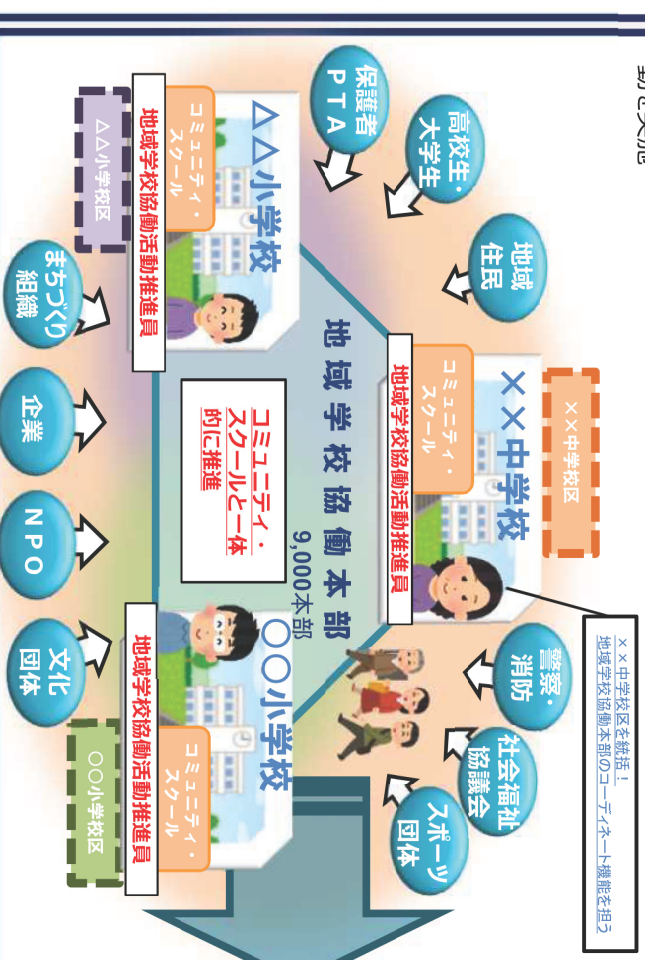 動を実施
××中学校区を統括！
地域学校協働本部のコーディネート機能を担う
××中学校区
地域
住民
警察・
消防
××中学校
コミュニティ・
スクール
地域学校協働活動推進員
高校生・
大学生
社会福祉
協議会
保護者
ＰＴＡ
スポーツ
団体
地域学校協働本部
9,000本部
コミュニティ・
スクールと一体
的に推進
△△小学校
コミュニティ・
スクール
地域学校協働活動推進員
△△小学校区
○○小学校
コミュニティ・
スクール
地域学校協働活動推進員
○○小学校区
まちづくり
組織
企業
ＮＰＯ
文化
団体